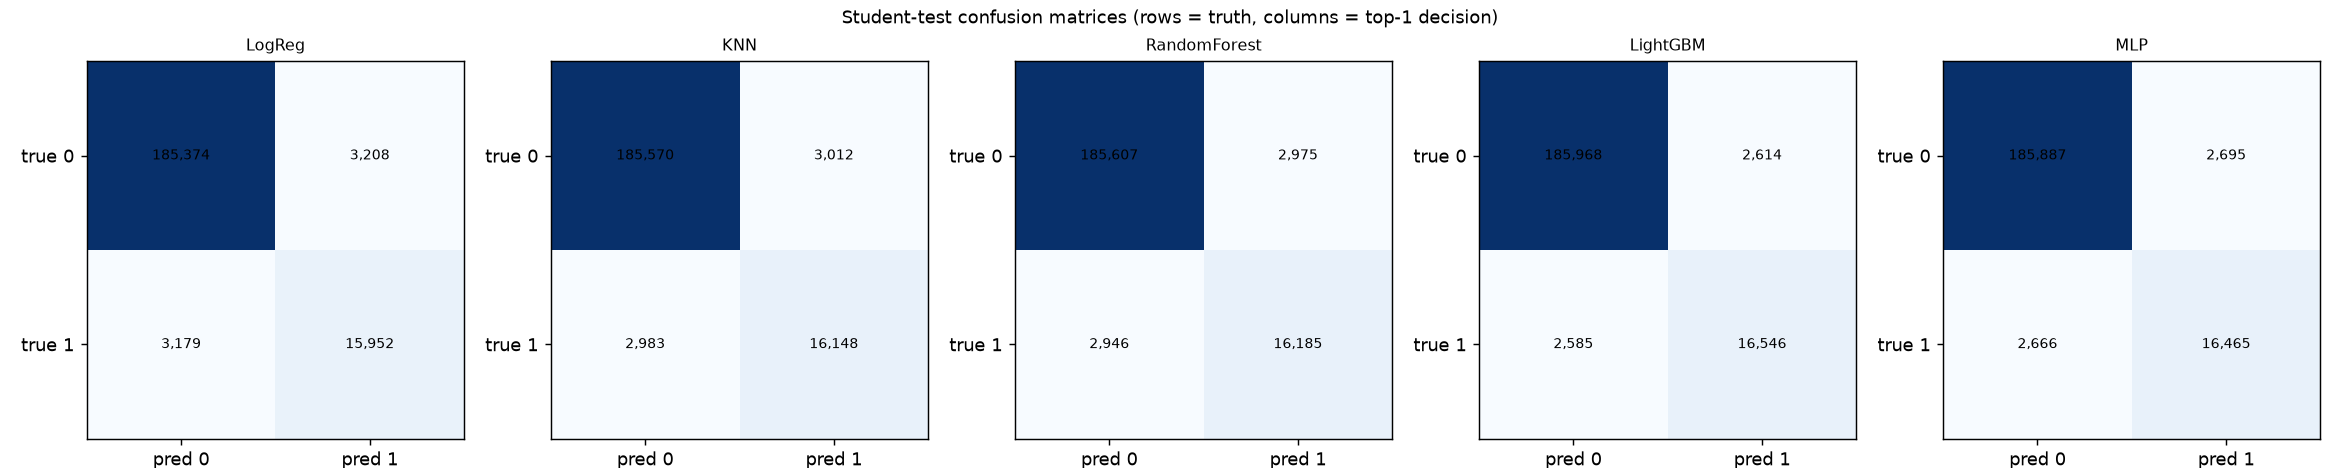 Student-test confusion matrices (rows = truth, columns = top-1 decision)
LogReg
KNN
RandomForest
LightGBM
MLP
true 0 185,374 3,208
true 1 3,179 15,952
pred 0 pred 1
true 0 185,570 3,012
true 1 2,983 16,148
pred 0 pred 1
true 0 185,607 2,975
true 1 2,946 16,185
pred 0 pred 1
true 0 185,968 2,614
true 1 2,585 16,546
pred 0 pred 1
true 0 185,887 2,695
true 1 2,666 16,465
pred 0 pred 1